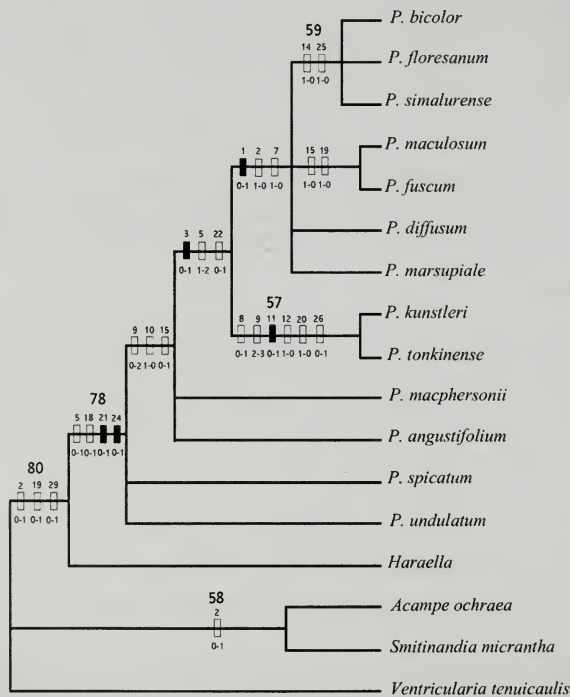 P. bicolor
59
14 25
P. floresanum
1-0 1-0
P. simalurense
1 2 7
15 19
P. maculosum
0-1 1-0 1-0
1-0 1-0
P. fuscum
3 5 22
P. diffusum
0-1 1-2 0-1
P. marsupiale
57
8 9 11 12 20 26
P. kunstleri
0-1 2-3 0-1 1-0 1-0 0-1
P. tonkinense
9 10 15
0-2 1-0 0-1
P. macphersonii
78
5 18 21 24
P. angustifolium
0-1 0-1 0-1 0-1
80
P. spicatum
2 19 29
0-1 0-1 0-1
P. undulatum
Haraella
58
2
Acampe ochraea
0-1
Smitinandia micrantha
Ventricularia tenuicaulis